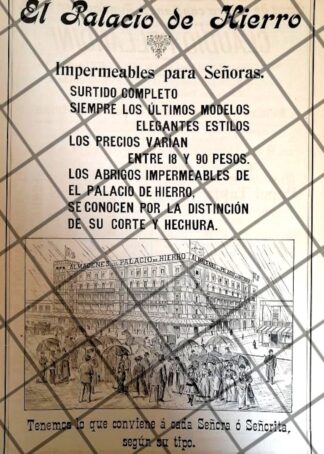 El Palacio de Hierro
Impermeables para Señoras.
SURTIDO COMPLETO
SIEMPRE LOS ÚLTIMOS MODELOS
ELEGANTES ESTILOS
LOS PRECIOS VARIAN
ENTRE 18 Y 90 PESOS.
LOS ABRIGOS IMPERMEABLES DE
EL PALACIO DE HIERRO,
SE CONOCEN POR LA DISTINCIÓN
DE SU CORTE Y HECHURA.
ALMACENES PALACIO DE HIERRO
Tenemos lo que conviene á cada Señora ó Señorita,
según su tipo.